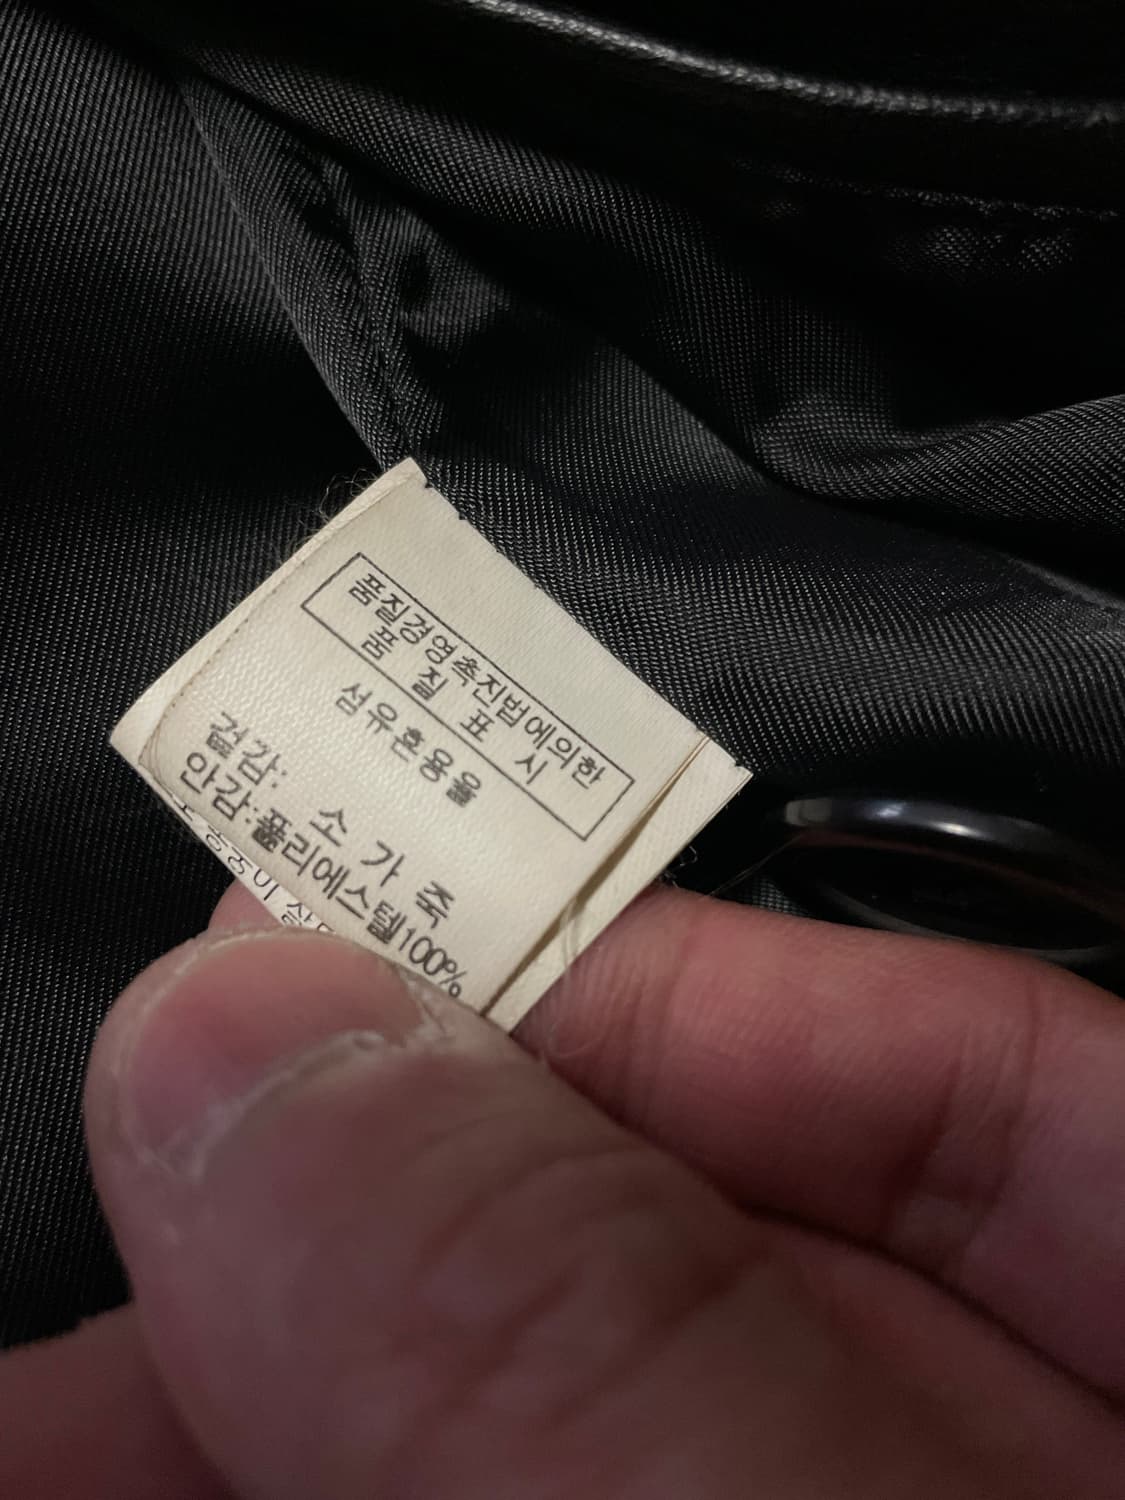 품질경영촉진법에의한
품 질 표 시
섬유혼용율
겉감: 소 가 죽
안감:폴리에스텔100%